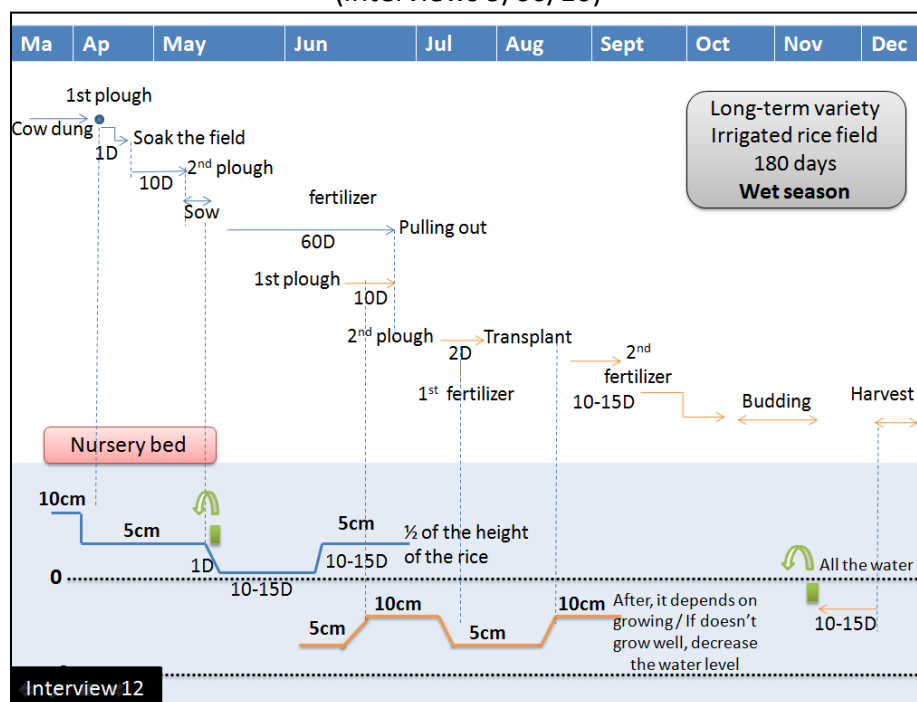 Ma Ap May Jun Jul Aug Sept Oct Nov Dec
1st plough
Cow dung
1D
Soak the field
10D
2nd plough
Sow
fertilizer
60D
Pulling out
1st plough
10D
2nd plough
2D
Transplant
1st fertilizer
2nd
fertilizer
10-15D
Budding
Harvest
Long-term variety
Irrigated rice field
180 days
Wet season
Nursery bed
10cm
5cm
1D
10-15D
5cm
10-15D
½ of the height
of the rice
0
All the water
10-15D
5cm
10cm
5cm
10cm
After, it depends on
growing / If doesn't
grow well, decrease
the water level
Interview 12